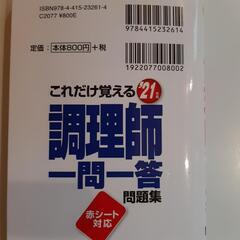 ISBN978-4-415-23261-4
C2077 ¥800E
定価：本体800円＋税
9784415232614
1922077008002
これだけ覚える
'21年版
調理師
一問一答
問題集
赤シート
対応